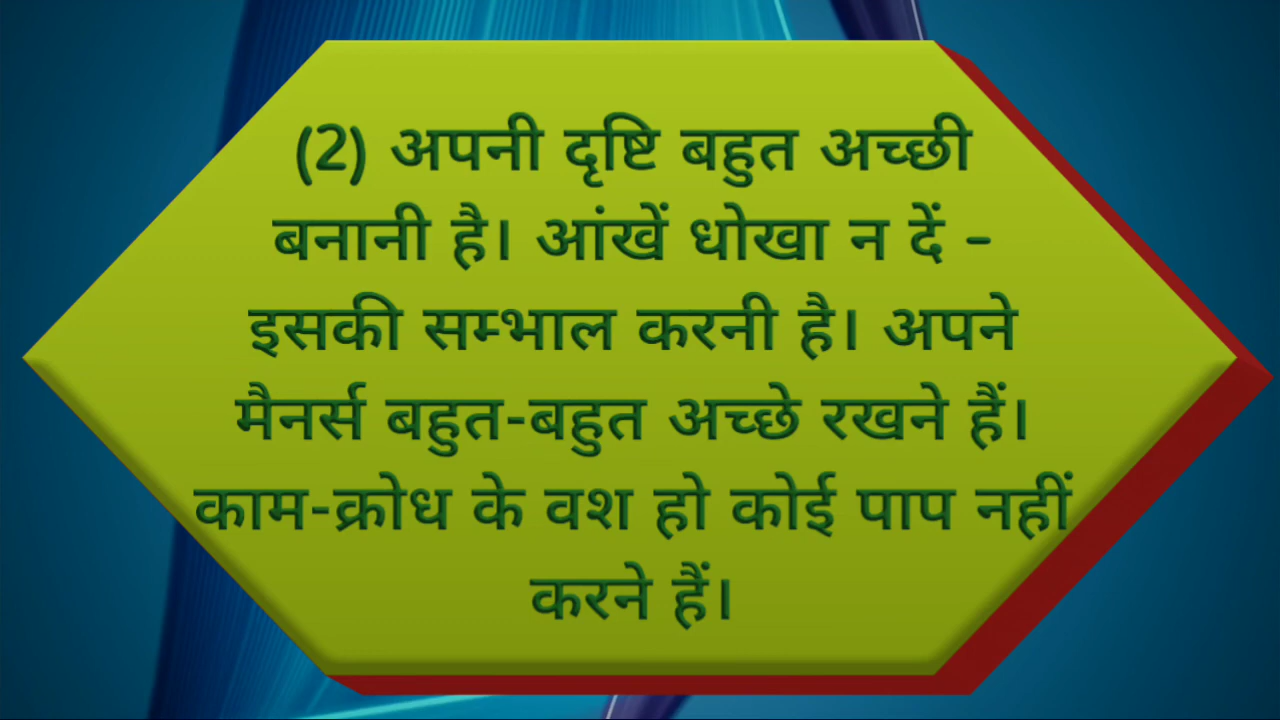 (2) अपनी दृष्टि बहुत अच्छी
बनानी है। आंखें धोखा न दें –
इसकी सम्भाल करनी है। अपने
मैनर्स बहुत-बहुत अच्छे रखने हैं।
काम-क्रोध के वश हो कोई पाप नहीं
करने हैं।